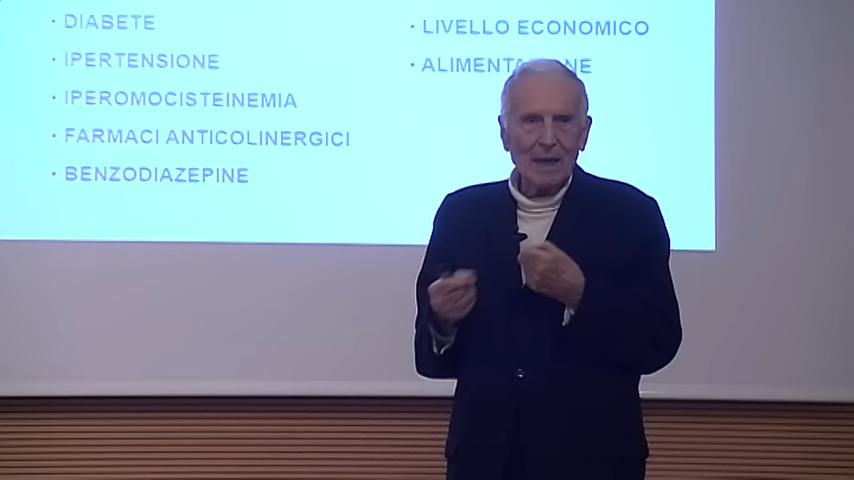 · DIABETE
· IPERTENSIONE
· IPEROMOCISTEINEMIA
· FARMACI ANTICOLINERGICI
· BENZODIAZEPINE
· LIVELLO ECONOMICO